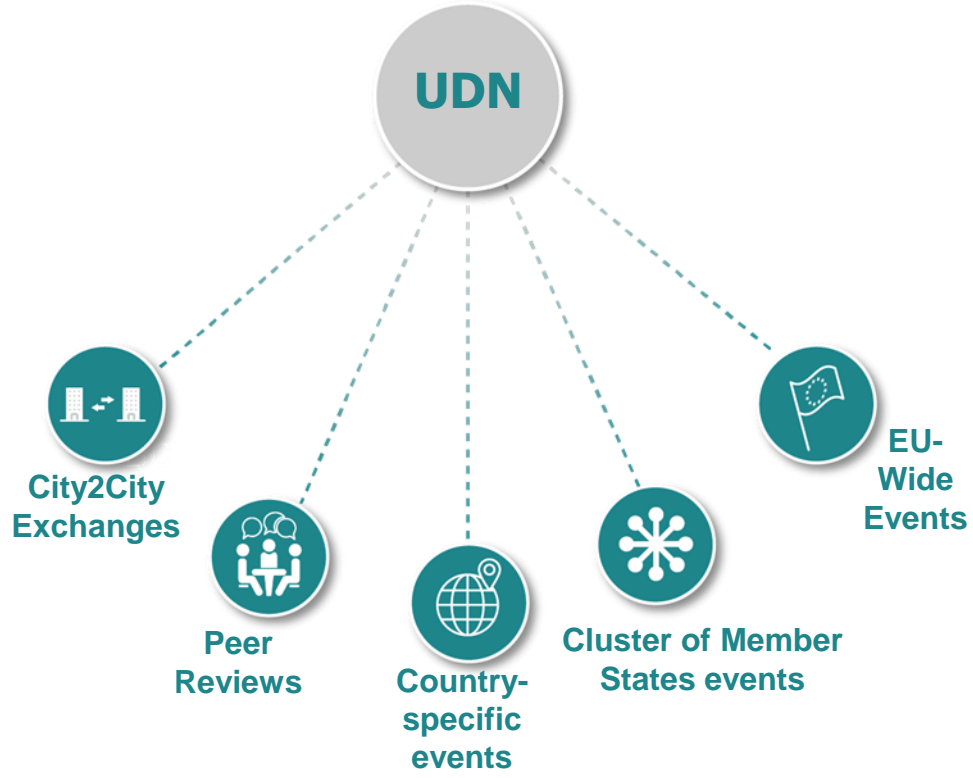 UDN
City2City
Exchanges
Peer
Reviews
Country-
specific
events
Cluster of Member
States events
EU-
Wide
Events